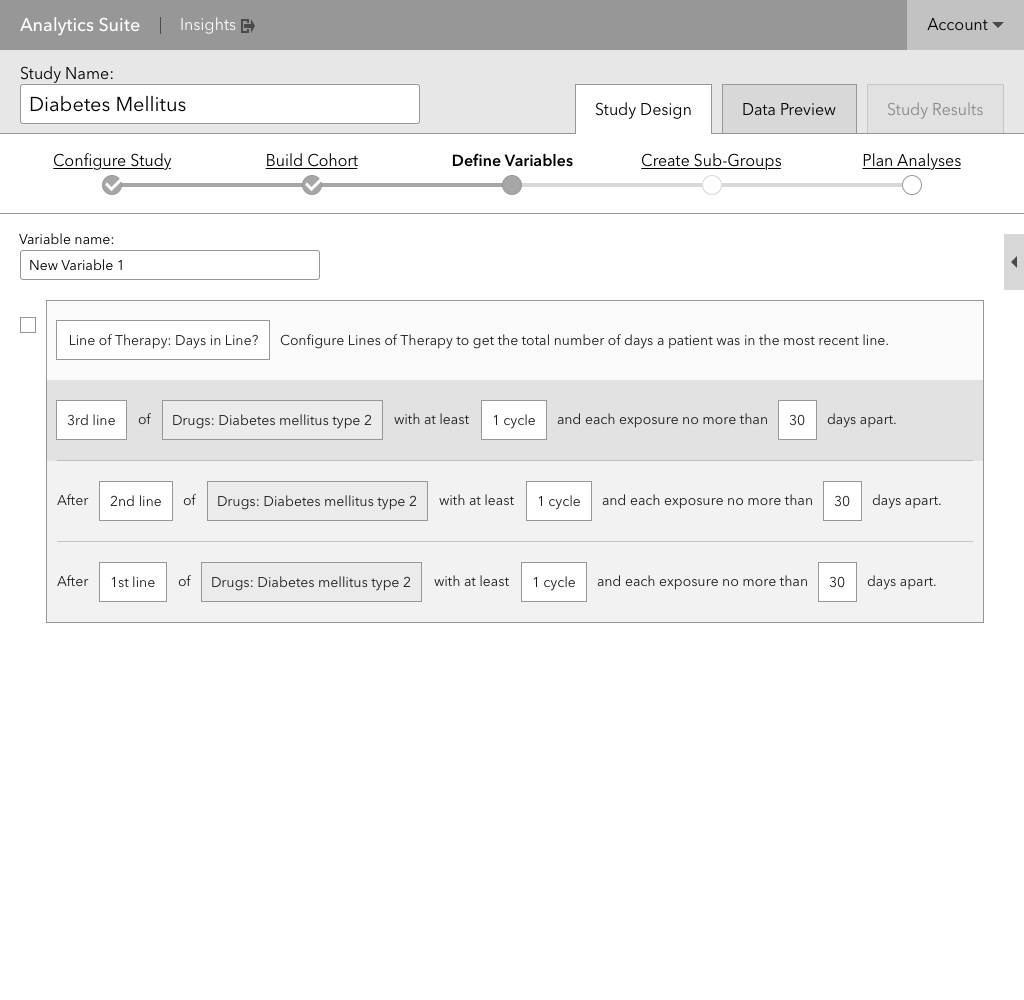 Analytics Suite | Insights Account
Study Name:
Diabetes Mellitus
Study Design Data Preview Study Results
Configure Study Build Cohort Define Variables Create Sub-Groups Plan Analyses
Variable name:
New Variable 1
Line of Therapy: Days in Line? Configure Lines of Therapy to get the total number of days a patient was in the most recent line.
3rd line of Drugs: Diabetes mellitus type 2 with at least 1 cycle and each exposure no more than 30 days apart.
After 2nd line of Drugs: Diabetes mellitus type 2 with at least 1 cycle and each exposure no more than 30 days apart.
After 1st line of Drugs: Diabetes mellitus type 2 with at least 1 cycle and each exposure no more than 30 days apart.